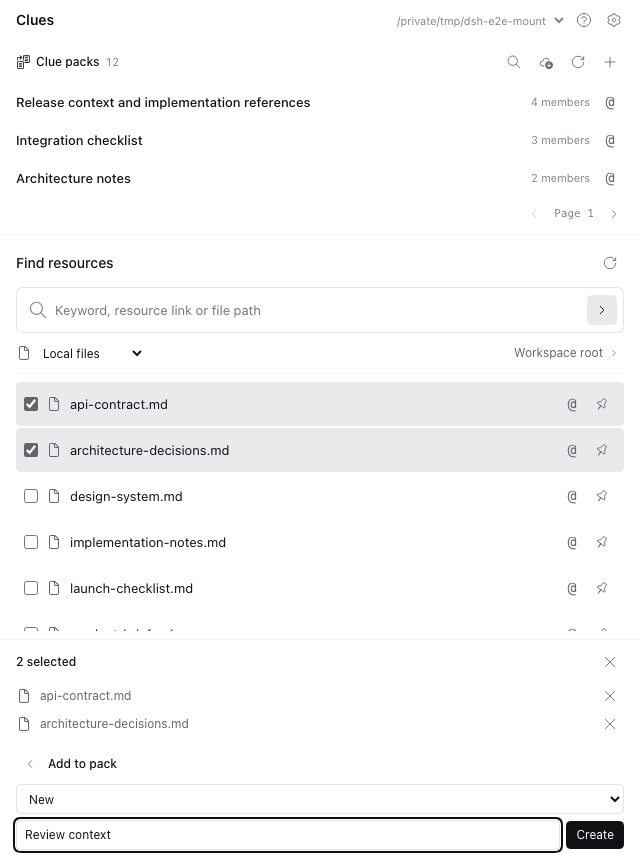 Clues
/private/tmp/dsh-e2e-mount
Clue packs 12
Release context and implementation references 4 members @
Integration checklist 3 members @
Architecture notes 2 members @
Page 1
Find resources
Keyword, resource link or file path
Local files Workspace root
api-contract.md @
architecture-decisions.md @
design-system.md @
implementation-notes.md @
launch-checklist.md @
2 selected
api-contract.md
architecture-decisions.md
Add to pack
New
Review context Create